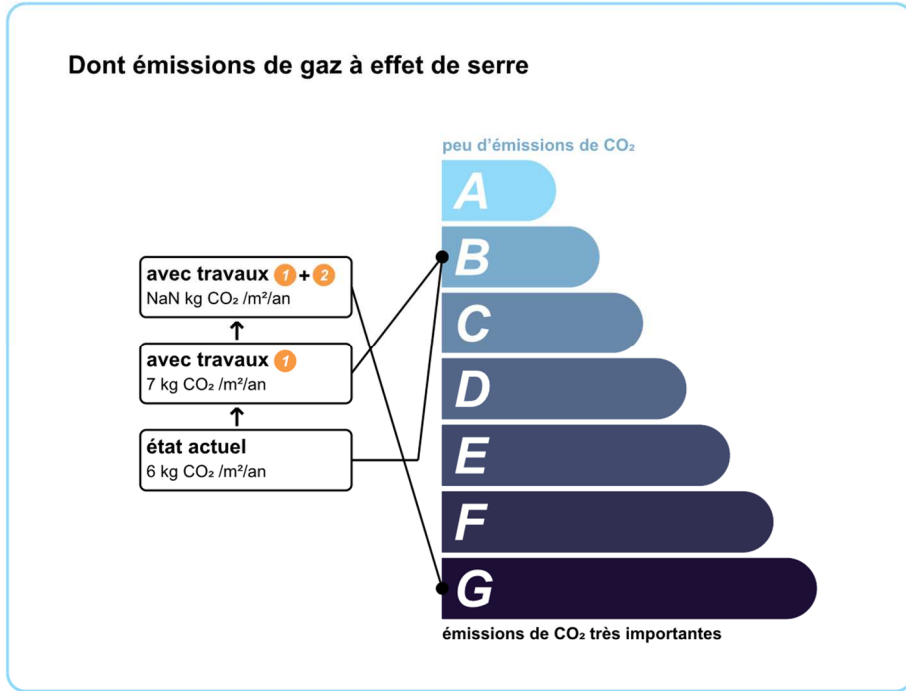 Dont émissions de gaz à effet de serre
peu d'émissions de CO₂
A
B
C
D
E
F
G
émissions de CO₂ très importantes
avec travaux 1 + 2
NaN kg CO₂ /m²/an
avec travaux 1
7 kg CO₂ /m²/an
état actuel
6 kg CO₂ /m²/an